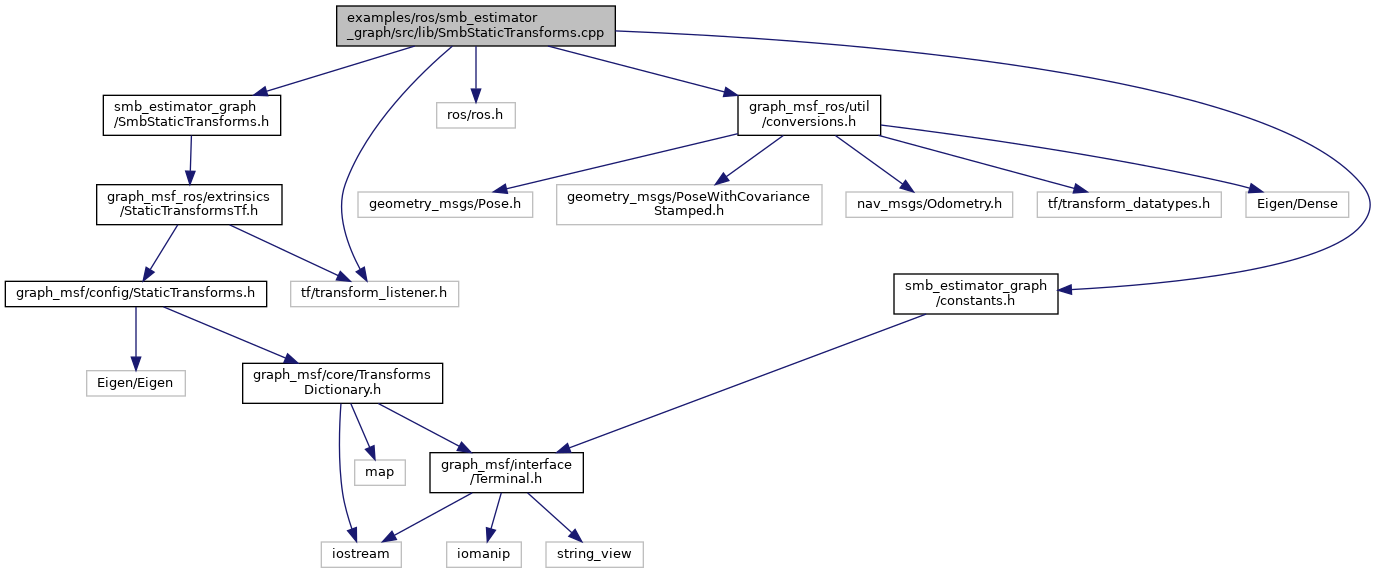 examples/ros/smb_estimator
_graph/src/lib/SmbStaticTransforms.cpp
smb_estimator_graph
/SmbStaticTransforms.h
ros/ros.h
graph_msf_ros/util
/conversions.h
graph_msf_ros/extrinsics
/StaticTransformsTf.h
geometry_msgs/Pose.h
geometry_msgs/PoseWithCovariance
Stamped.h
nav_msgs/Odometry.h
tf/transform_datatypes.h
Eigen/Dense
graph_msf/config/StaticTransforms.h
tf/transform_listener.h
smb_estimator_graph
/constants.h
Eigen/Eigen
graph_msf/core/Transforms
Dictionary.h
map
graph_msf/interface
/Terminal.h
iostream
iomanip
string_view